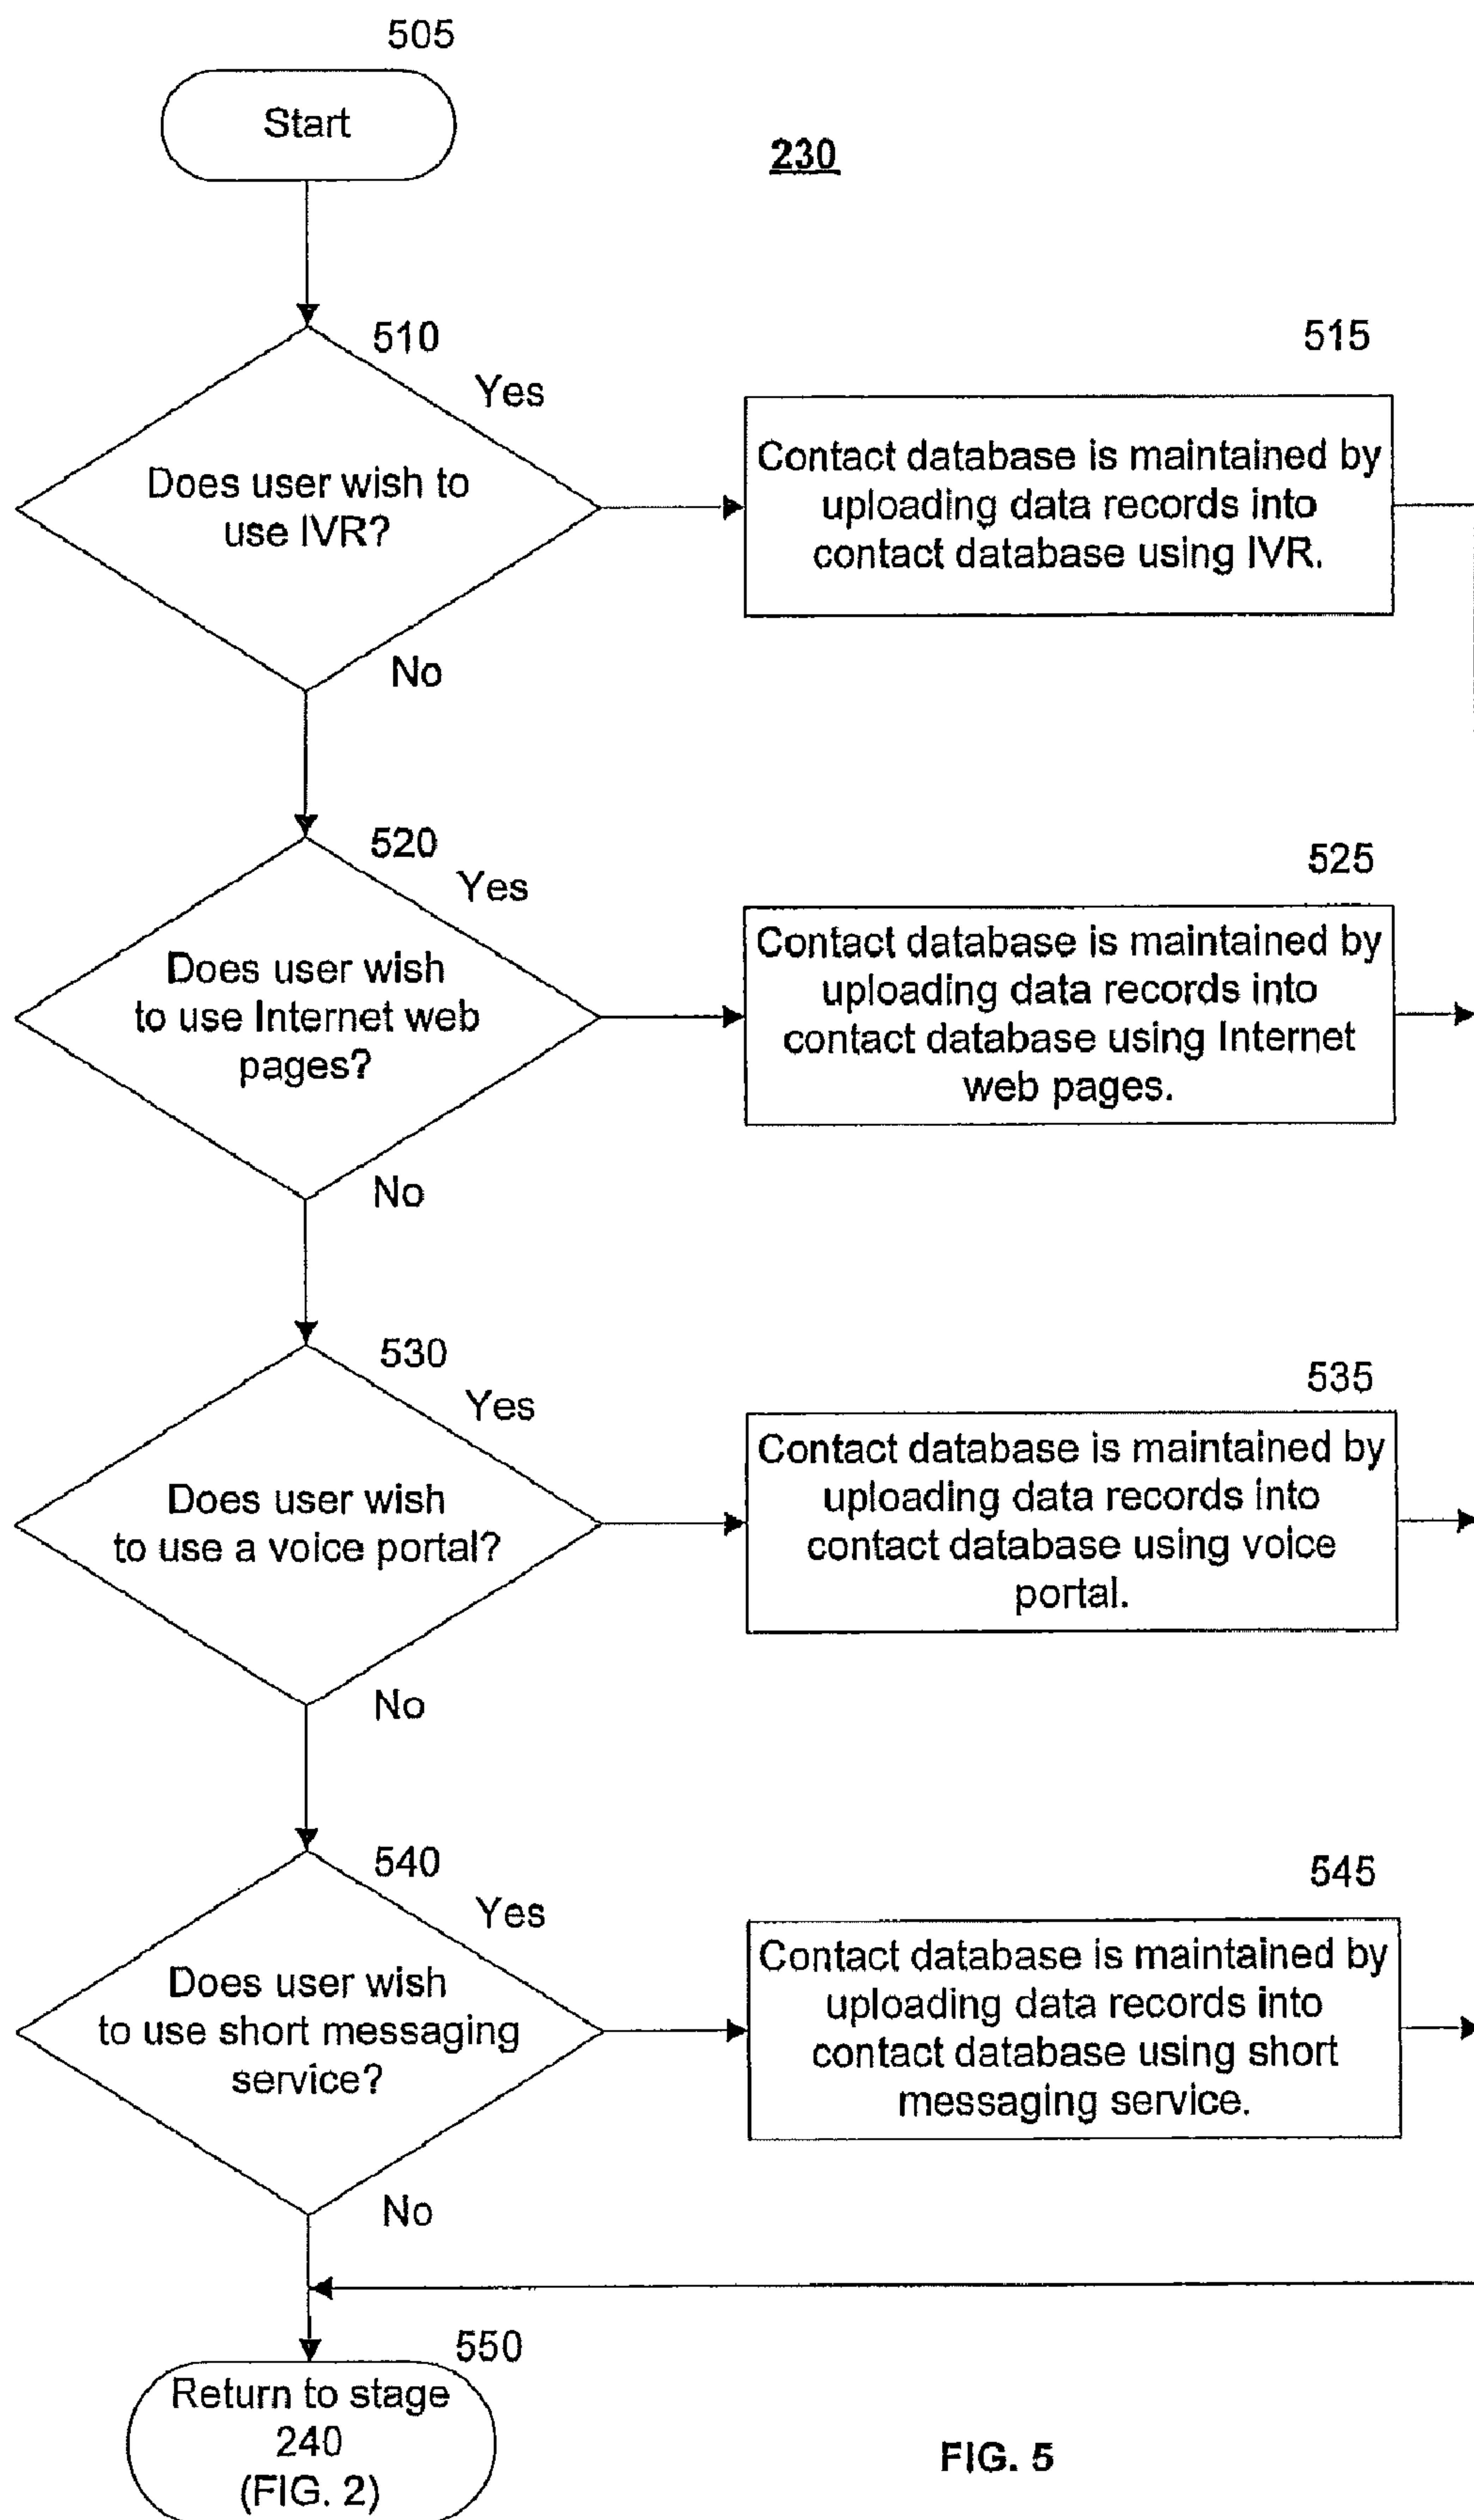 505
Start
230
510
Yes
Does user wish to
use IVR?
No
515
Contact database is maintained by
uploading data records into
contact database using IVR.
520
Yes
Does user wish
to use Internet web
pages?
No
525
Contact database is maintained by
uploading data records into
contact database using Internet
web pages.
530
Yes
Does user wish
to use a voice portal?
No
535
Contact database is maintained by
uploading data records into
contact database using voice
portal.
540
Yes
Does user wish
to use short messaging
service?
No
545
Contact database is maintained by
uploading data records into
contact database using short
messaging service.
550
Return to stage
240
(FIG. 2)
FIG. 5